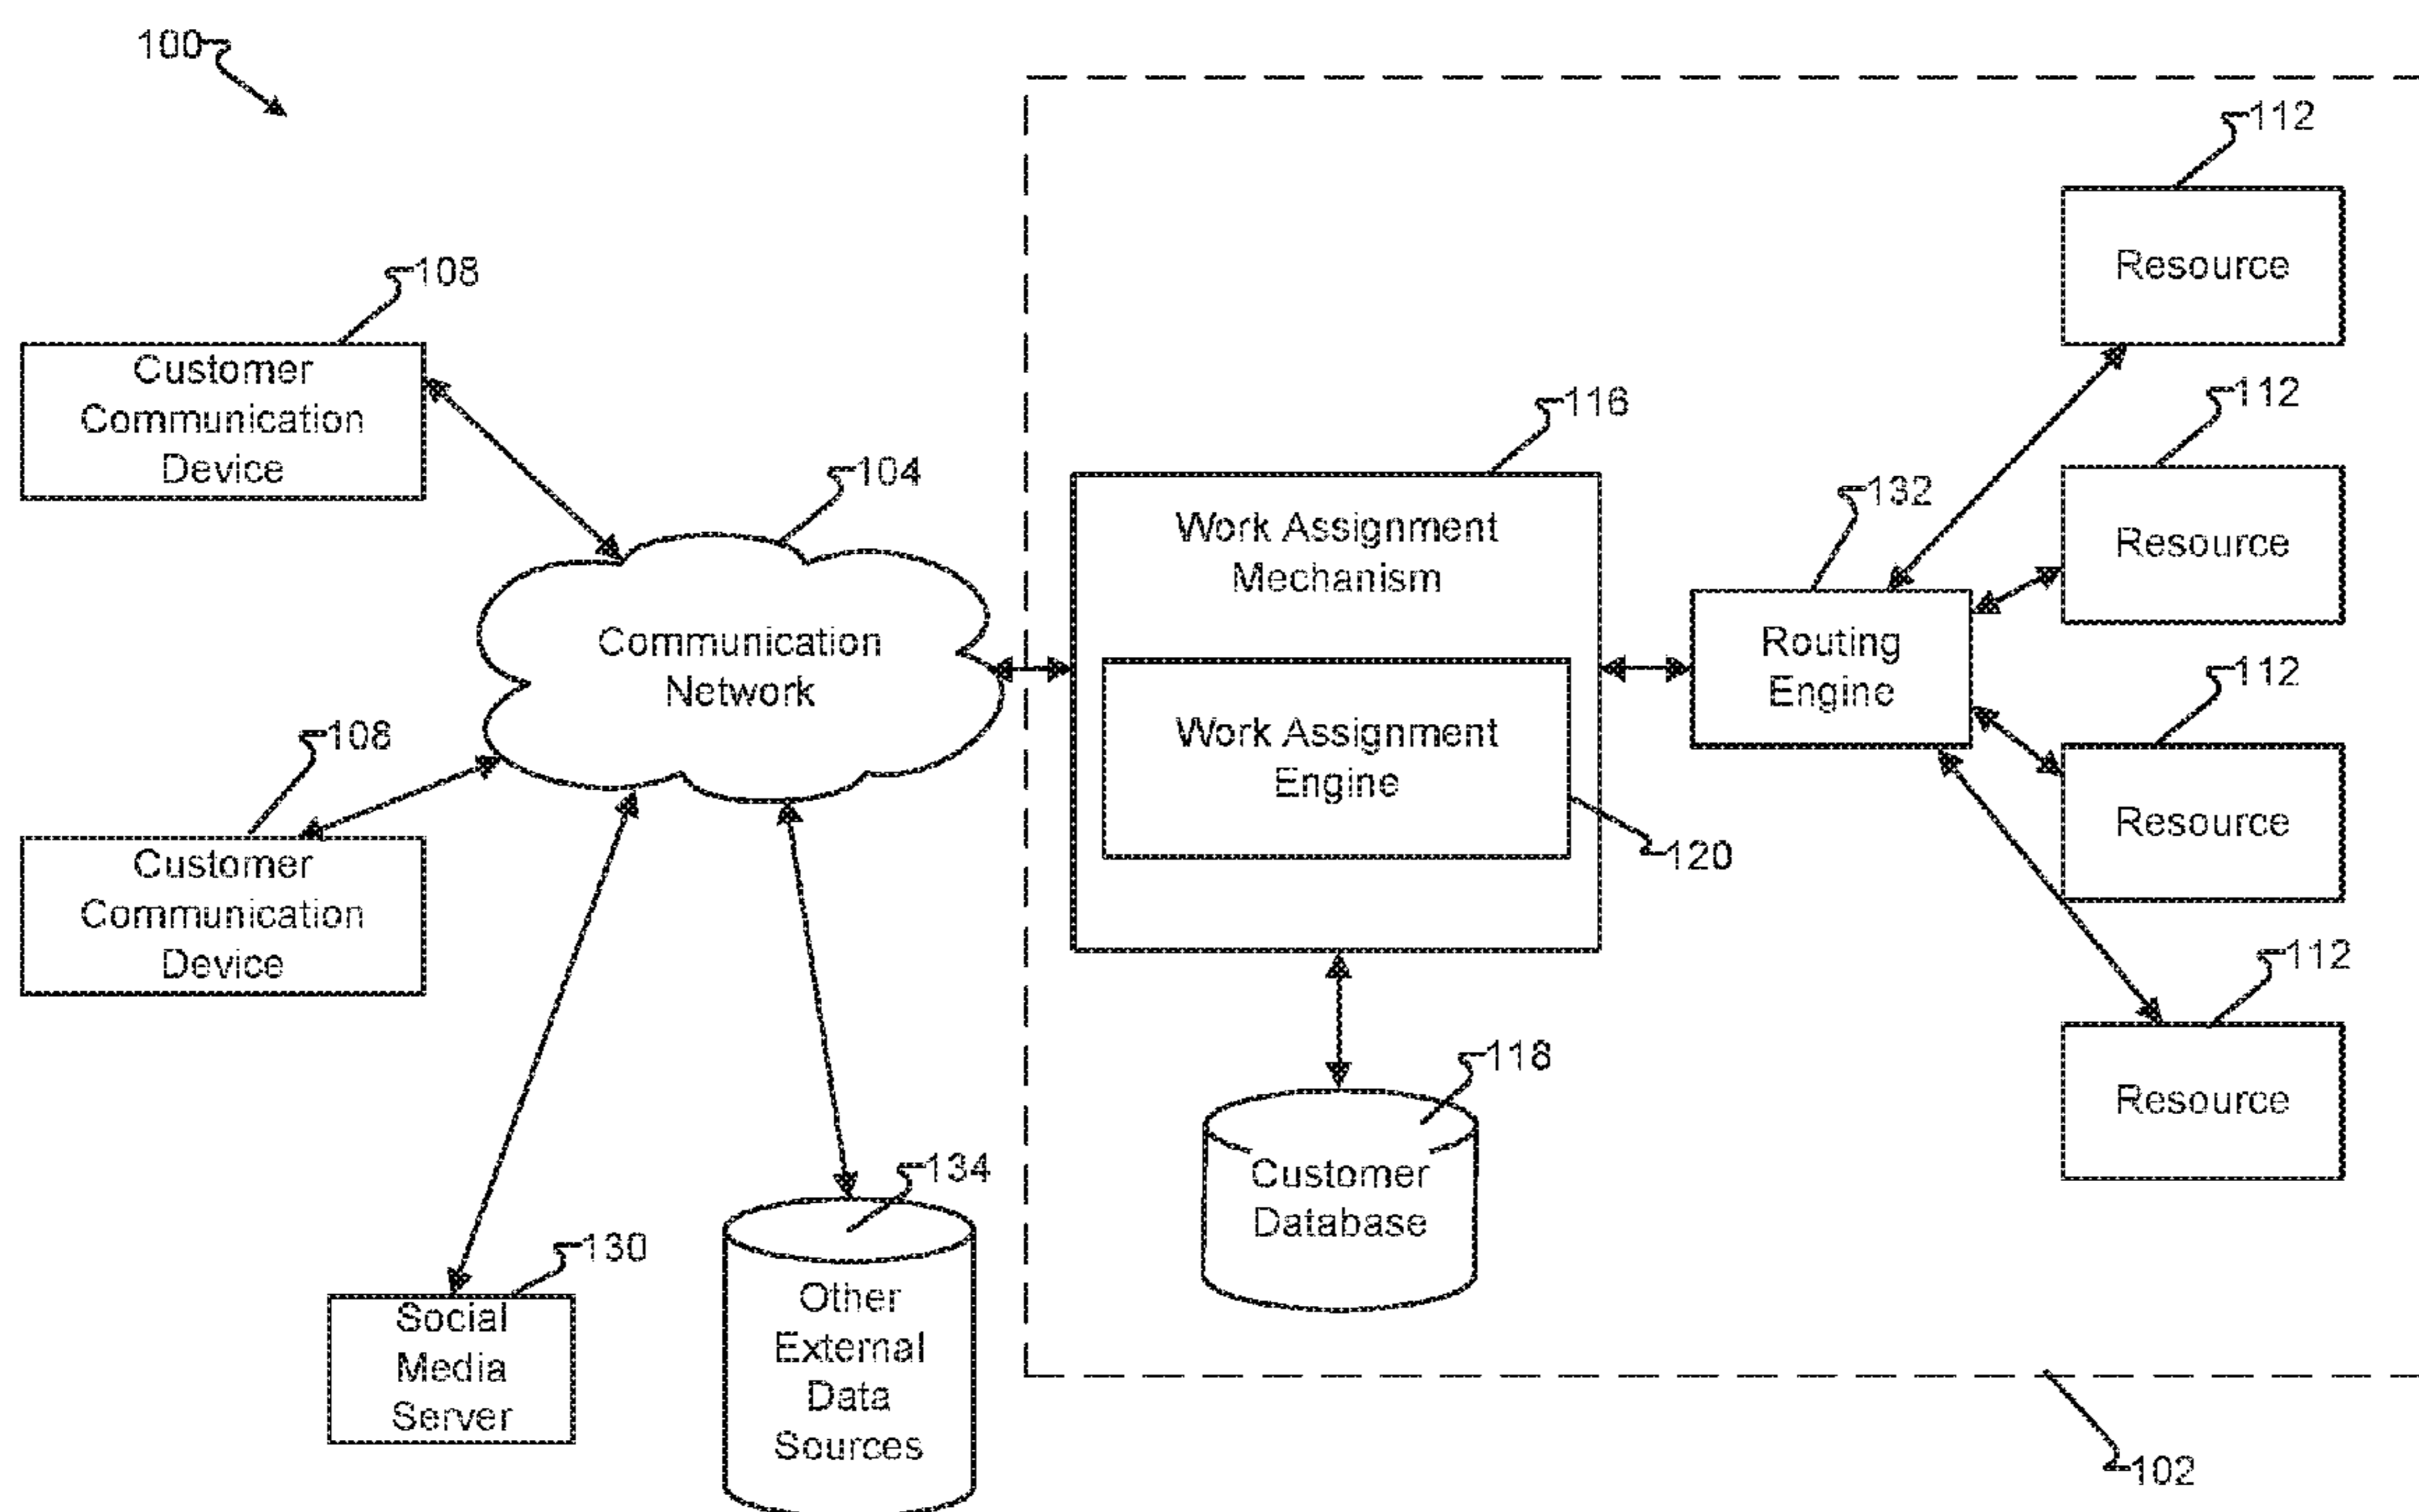 100
112
Resource
108
Customer
Communication
Device
112
116
104
132
Work Assignment
Mechanism
Resource
Communication
Network
Routing
Engine
112
108
Work Assignment
Engine
Resource
120
Customer
Communication
Device
112
118
Resource
Customer
Database
134
130
Social
Media
Server
Other
External
Data
Sources
102